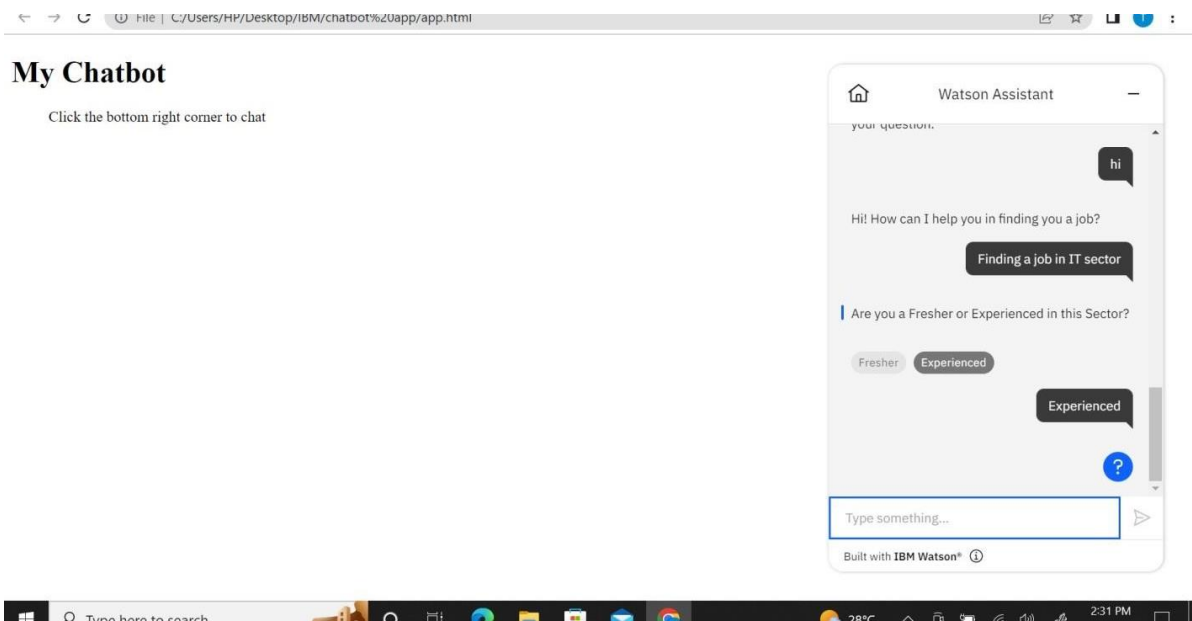 File | C:/Users/HP/Desktop/IBM/chatbot%20app/app.html
My Chatbot
Click the bottom right corner to chat
Watson Assistant
your question.
hi
Hi! How can I help you in finding you a job?
Finding a job in IT sector
Are you a Fresher or Experienced in this Sector?
Fresher Experienced
Experienced
?
Type something...
Built with IBM Watson®
Type here to search
28°C
2:31 PM